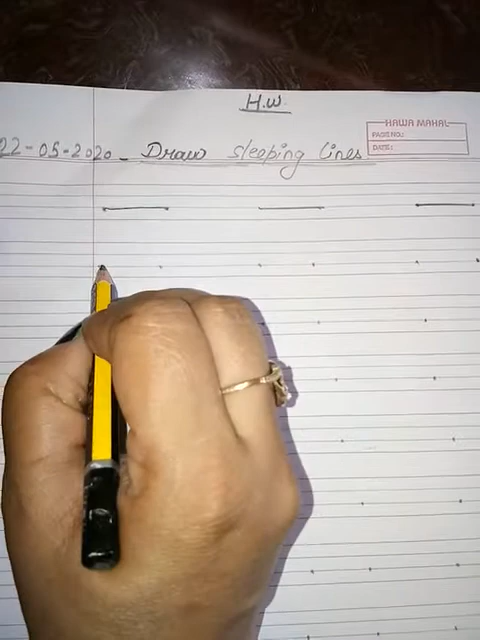 H.W
HAWA MAHAL
PAGE NO.:
DATE:
22-05-2020 - Draw sleeping lines